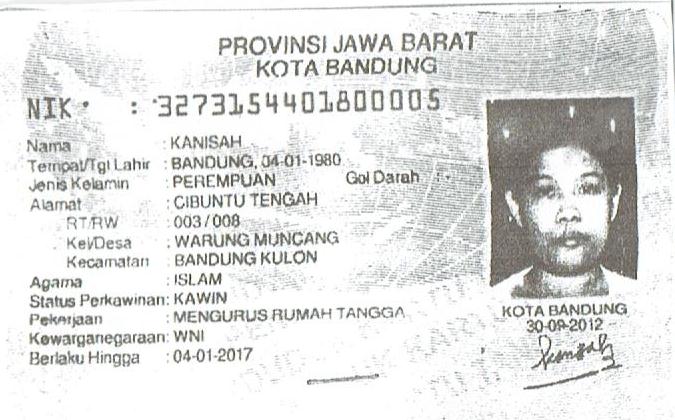 PROVINSI JAWA BARAT
KOTA BANDUNG
NIK : 3273154401800005
Nama : KANISAH
Tempat/Tgl Lahir : BANDUNG, 04-01-1980
Jenis Kelamin : PEREMPUAN Gol Darah : -
Alamat : CIBUNTU TENGAH
RT/RW : 003/008
Kel/Desa : WARUNG MUNCANG
Kecamatan : BANDUNG KULON
Agama : ISLAM
Status Perkawinan: KAWIN
Pekerjaan : MENGURUS RUMAH TANGGA
Kewarganegaraan: WNI
Berlaku Hingga : 04-01-2017
KOTA BANDUNG
30-09-2012